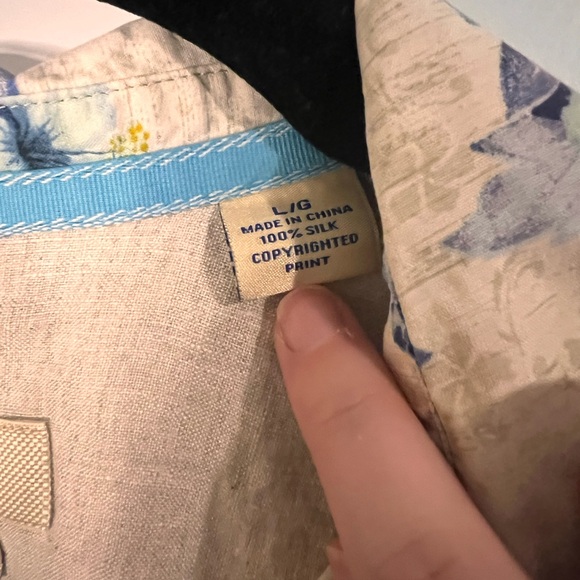 L/G
MADE IN CHINA
100% SILK
COPYRIGHTED
PRINT